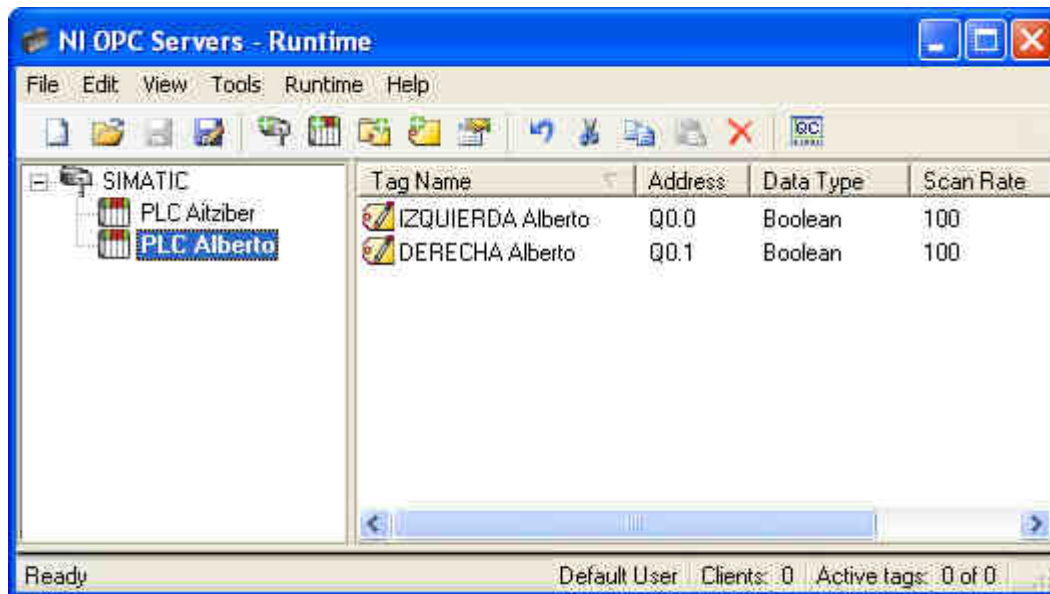 NI OPC Servers - Runtime
File Edit View Tools Runtime Help
QC
SIMATIC
PLC Aitziber
PLC Alberto
Tag Name Address Data Type Scan Rate
IZQUIERDA Alberto Q0.0 Boolean 100
DERECHA Alberto Q0.1 Boolean 100
Ready Default User Clients: 0 Active tags: 0 of 0